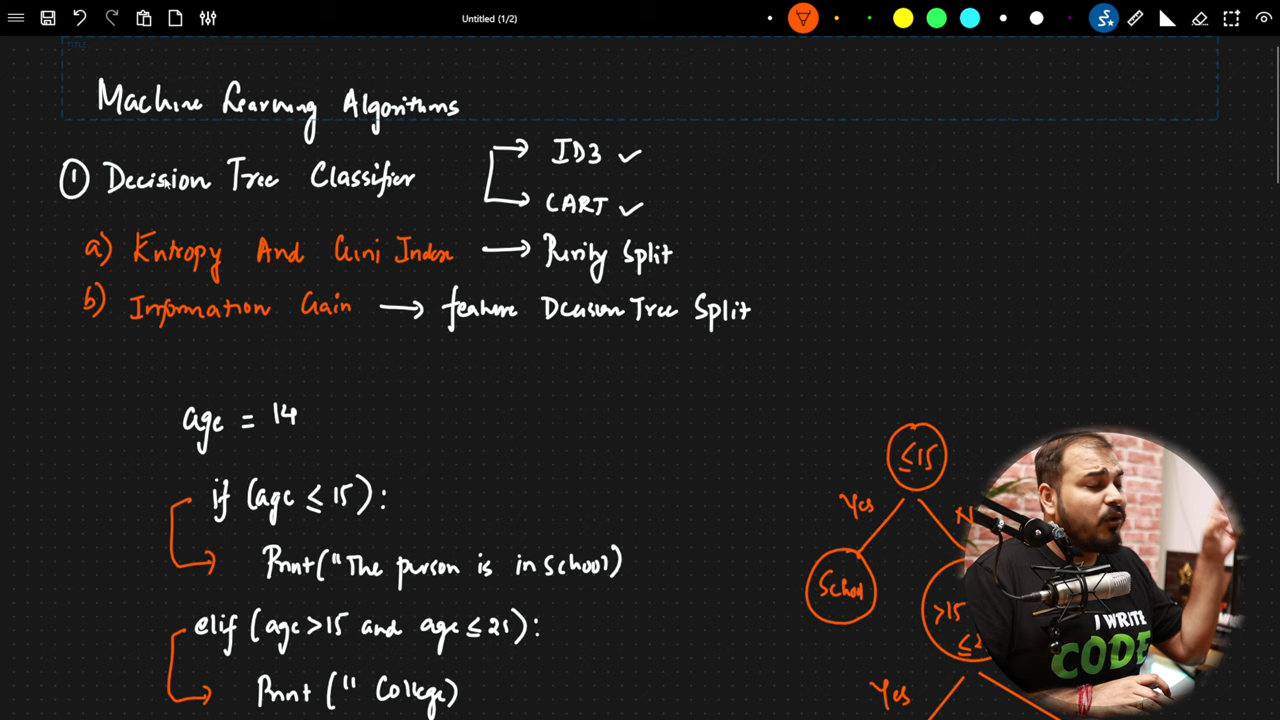 Untitled (1/2)
TITLE
Machine Learning Algorithms
① Decision Tree Classifier
→ ID3 ✓
→ CART ✓
a) Entropy And Gini Index → Purity Split
b) Information Gain → feature Decision Tree Split
age = 14
if (age ≤ 15):
Print("The person is in School)
elif (age > 15 and age ≤ 21):
Print (" College)
≤15
Yes
N
School
>15
≤2
Yes
I WRITE
CODE